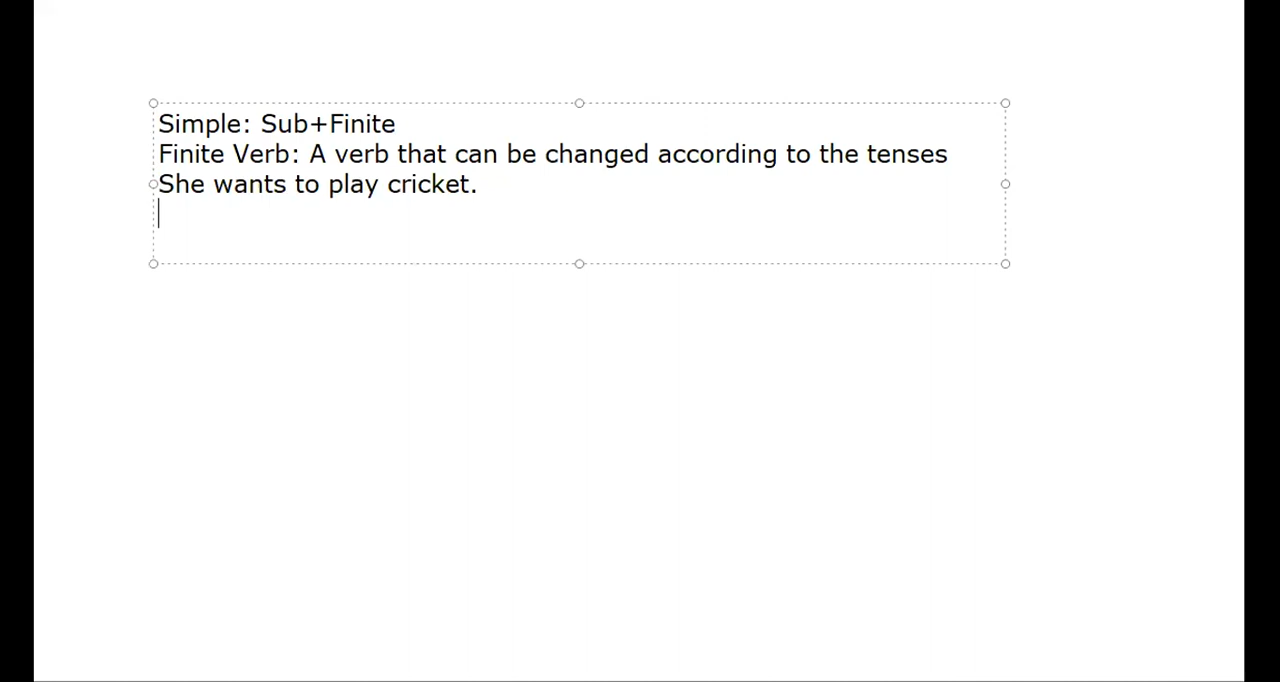 Simple: Sub+Finite
Finite Verb: A verb that can be changed according to the tenses
She wants to play cricket.